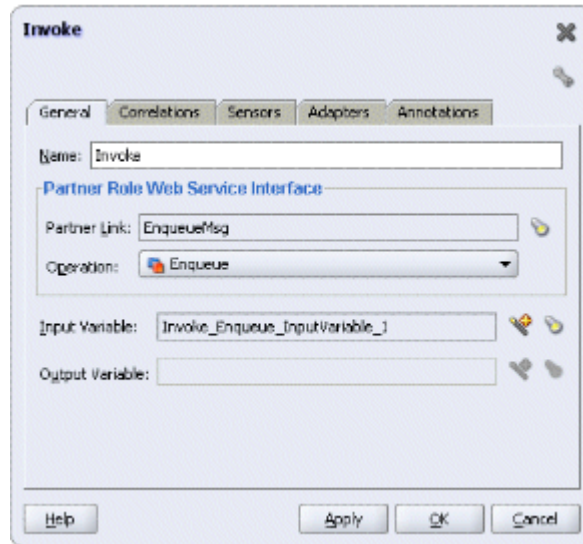 Invoke
General Correlations Sensors Adapters Annotations
Name: Invoke
Partner Role Web Service Interface
Partner Link: EnqueueMsg
Operation: Enqueue
Input Variable: Invoke_Enqueue_InputVariable_1
Output Variable:
Help Apply OK Cancel